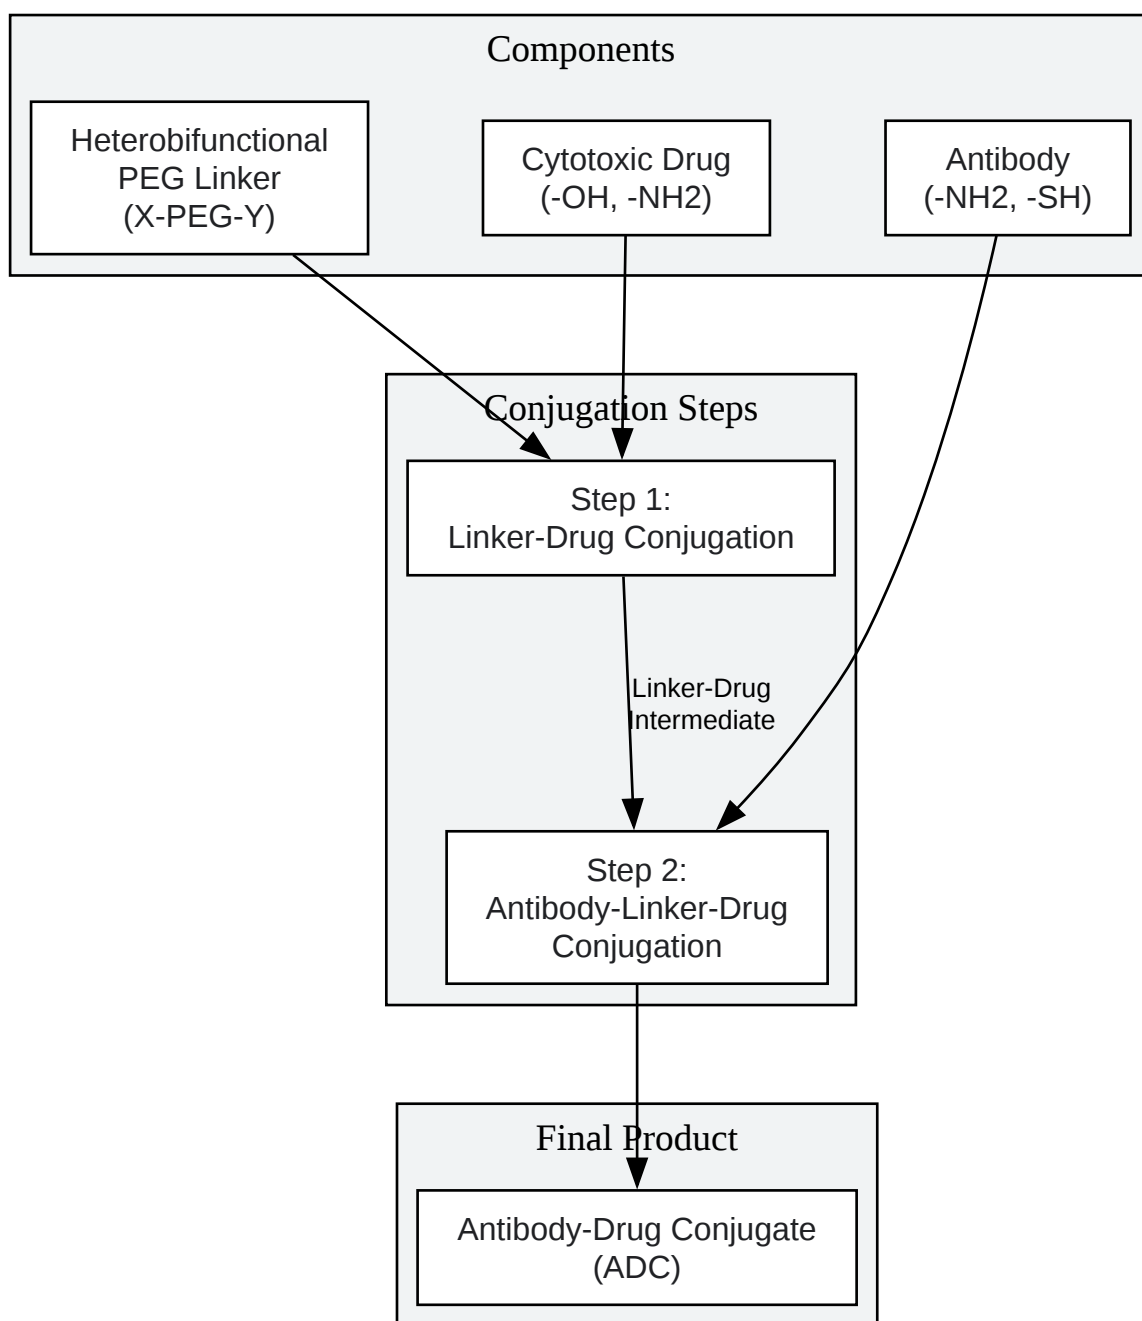 Components
Heterobifunctional
PEG Linker
(X-PEG-Y)
Cytotoxic Drug
(-OH, -NH2)
Antibody
(-NH2, -SH)
Conjugation Steps
Step 1:
Linker-Drug Conjugation
Linker-Drug
Intermediate
Step 2:
Antibody-Linker-Drug
Conjugation
Final Product
Antibody-Drug Conjugate
(ADC)